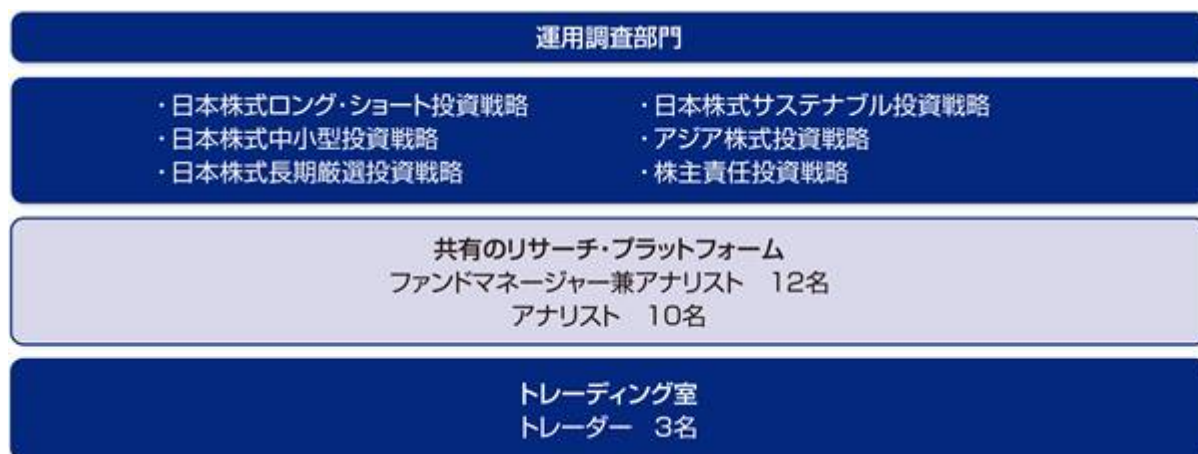 運用調査部門
・日本株式ロング・ショート投資戦略
・日本株式中小型投資戦略
・日本株式長期厳選投資戦略
・日本株式サステナブル投資戦略
・アジア株式投資戦略
・株主責任投資戦略
共有のリサーチ・プラットフォーム
ファンドマネージャー兼アナリスト　12名
アナリスト　10名
トレーディング室
トレーダー　3名